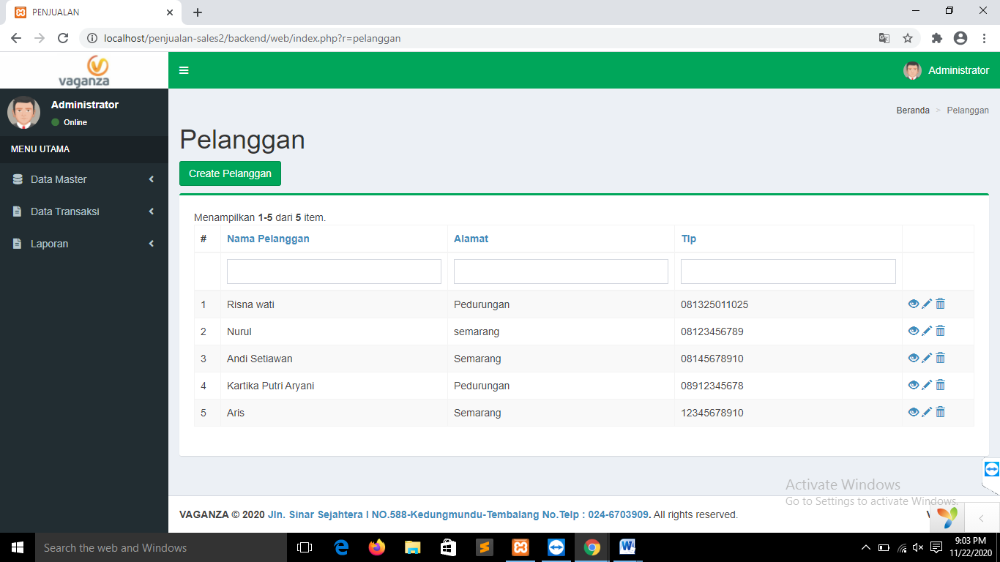 PENJUALAN
localhost/penjualan-sales2/backend/web/index.php?r=pelanggan
vaganza
Administrator
Administrator
Online
Beranda > Pelanggan
MENU UTAMA
Data Master
Data Transaksi
Laporan
Pelanggan
Create Pelanggan
Menampilkan 1-5 dari 5 item.
# Nama Pelanggan Alamat Tlp
1 Risna wati Pedurungan 081325011025
2 Nurul semarang 08123456789
3 Andi Setiawan Semarang 08145678910
4 Kartika Putri Aryani Pedurungan 08912345678
5 Aris Semarang 12345678910
Activate Windows
Go to Settings to activate Windows.
VAGANZA © 2020 Jln. Sinar Sejahtera I NO.588-Kedungmundu-Tembalang No.Telp : 024-6703909. All rights reserved.
Search the web and Windows
9:03 PM
11/22/2020